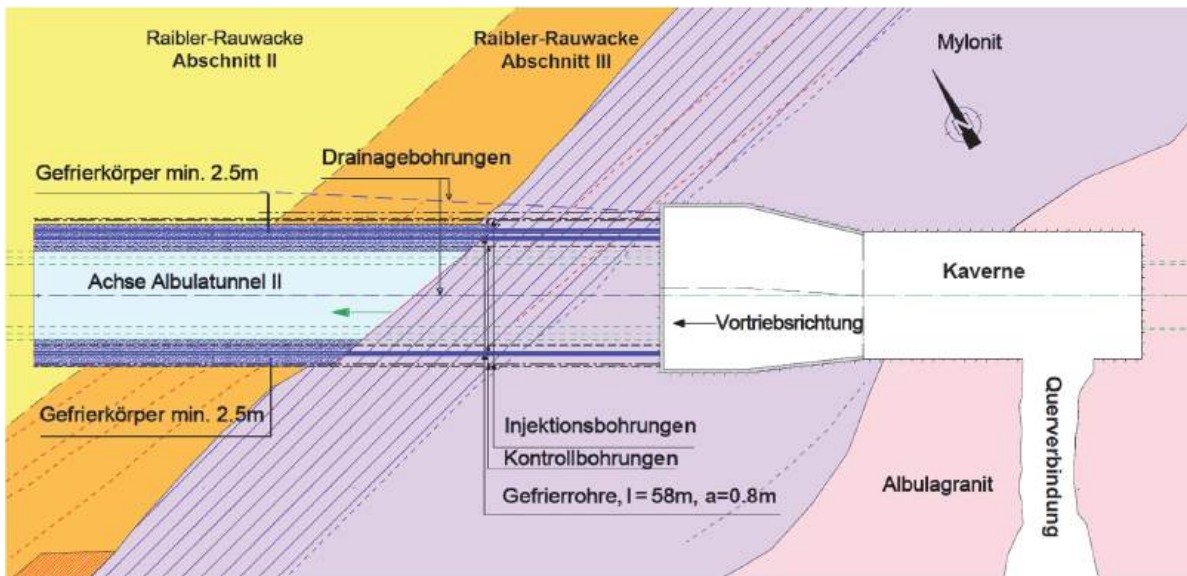 Raibler-Rauwacke
Abschnitt II
Raibler-Rauwacke
Abschnitt III
Mylonit
N
Drainagebohrungen
Gefrierkörper min. 2.5m
Achse Albulatunnel II
Kaverne
Vortriebsrichtung
Gefrierkörper min. 2.5m
Injektionsbohrungen
Kontrollbohrungen
Gefrierrohre, l = 58m, a=0.8m
Albulagranit
Querverbindung